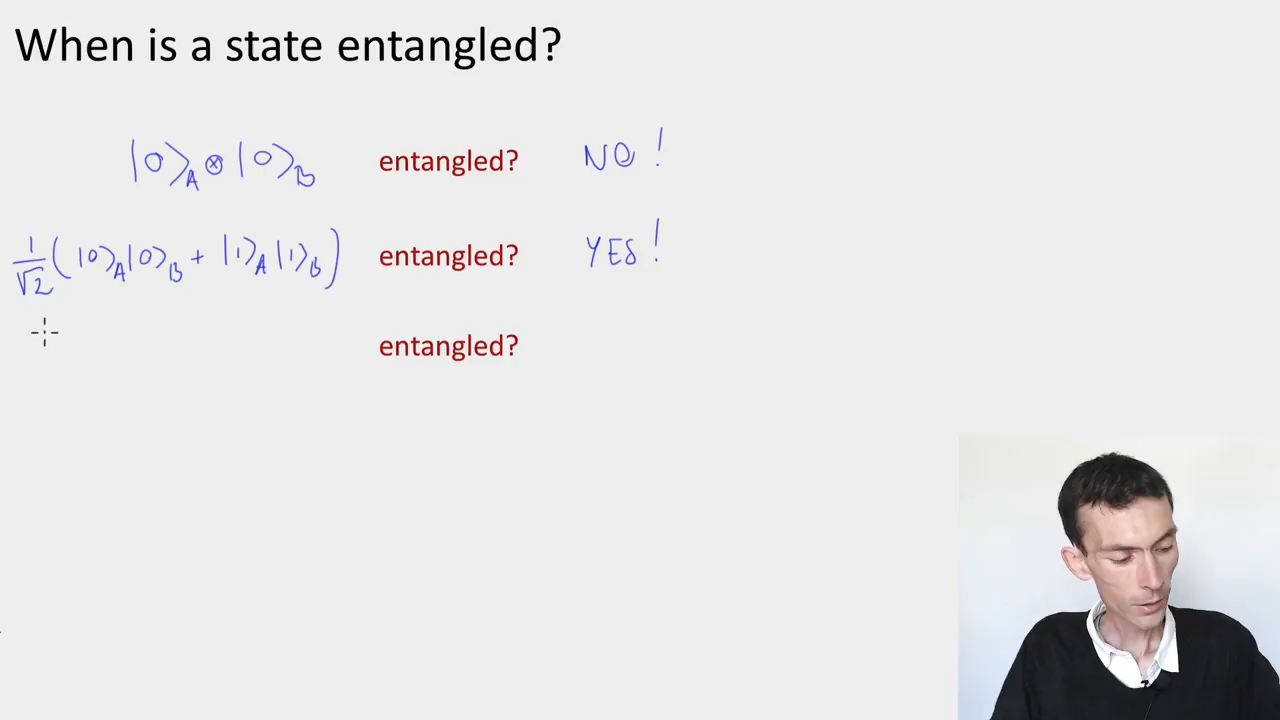 When is a state entangled?
|0⟩_A ⊗ |0⟩_B entangled? NO!
1/√2 (|0⟩_A|0⟩_B + |1⟩_A|1⟩_B) entangled? YES!
entangled?